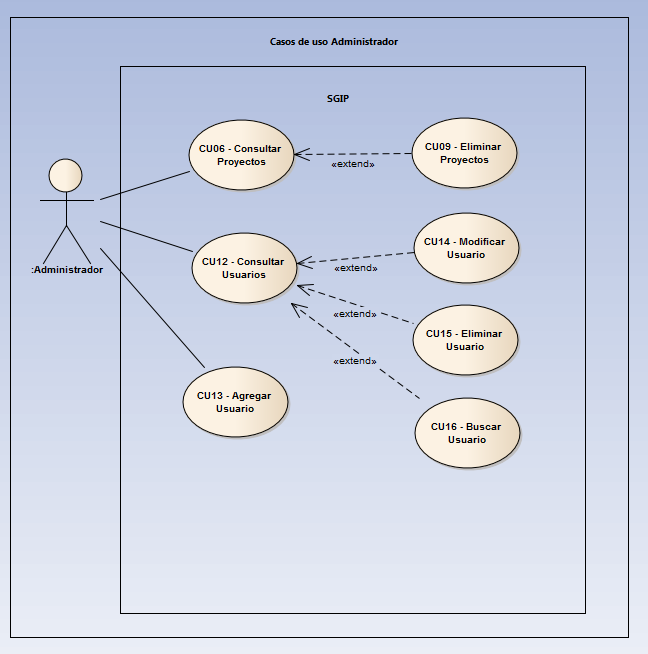 Casos de uso Administrador
SGIP
CU06 - Consultar
Proyectos
«extend»
CU09 - Eliminar
Proyectos
:Administrador
CU12 - Consultar
Usuarios
«extend»
CU14 - Modificar
Usuario
«extend»
CU15 - Eliminar
Usuario
«extend»
CU13 - Agregar
Usuario
CU16 - Buscar
Usuario